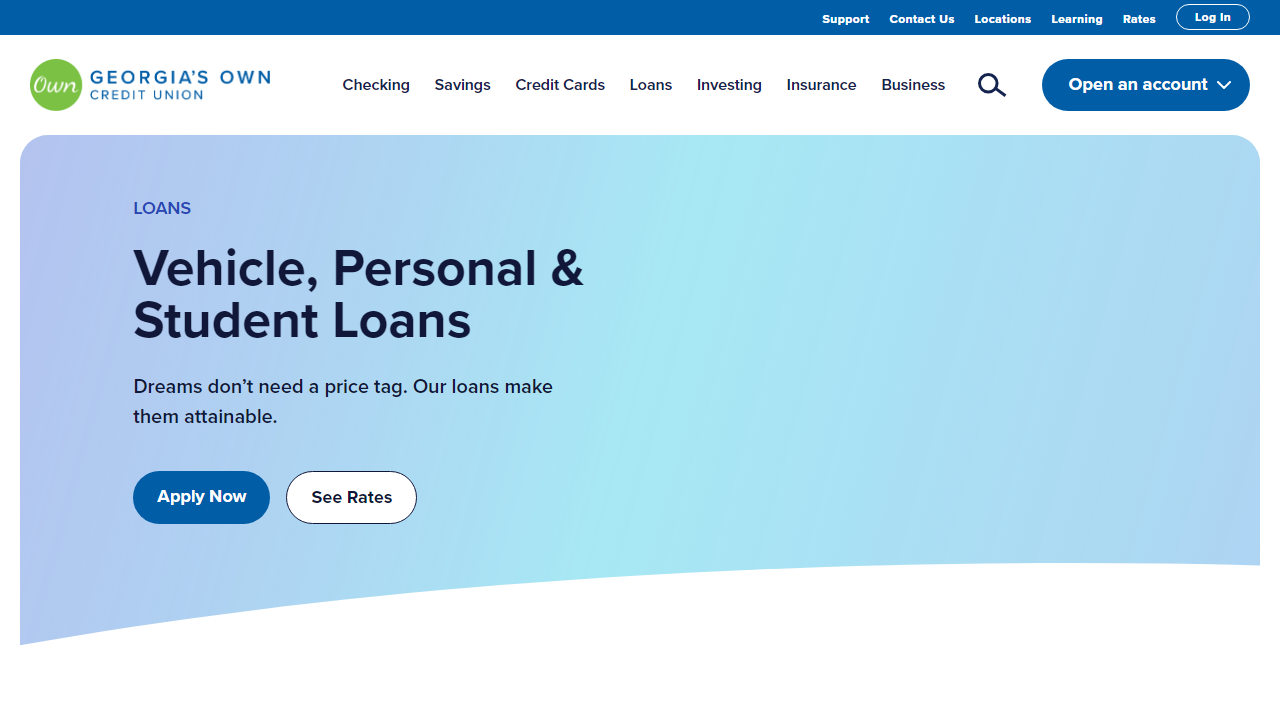 Support Contact Us Locations Learning Rates Log In
Own GEORGIA'S OWN
CREDIT UNION
Checking Savings Credit Cards Loans Investing Insurance Business Open an account
LOANS
Vehicle, Personal &
Student Loans
Dreams don’t need a price tag. Our loans make
them attainable.
Apply Now See Rates